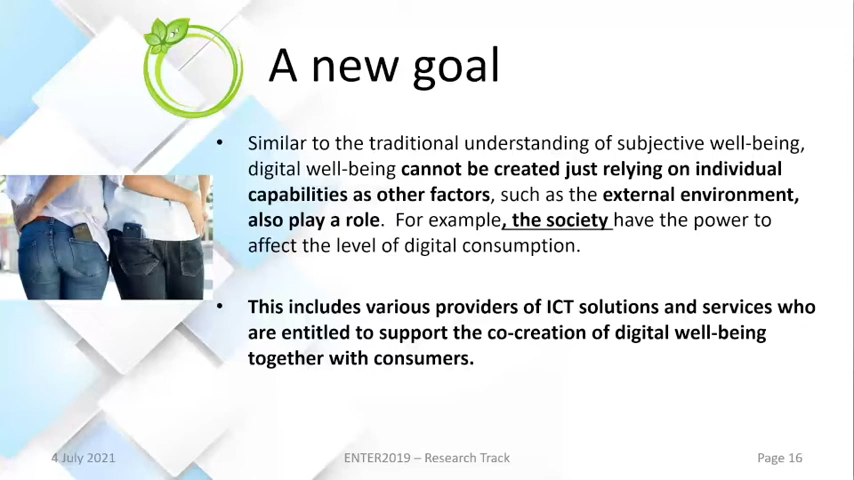 A new goal
• Similar to the traditional understanding of subjective well-being,
digital well-being cannot be created just relying on individual
capabilities as other factors, such as the external environment,
also play a role. For example, the society have the power to
affect the level of digital consumption.
• This includes various providers of ICT solutions and services who
are entitled to support the co-creation of digital well-being
together with consumers.
4 July 2021
ENTER2019 – Research Track
Page 16